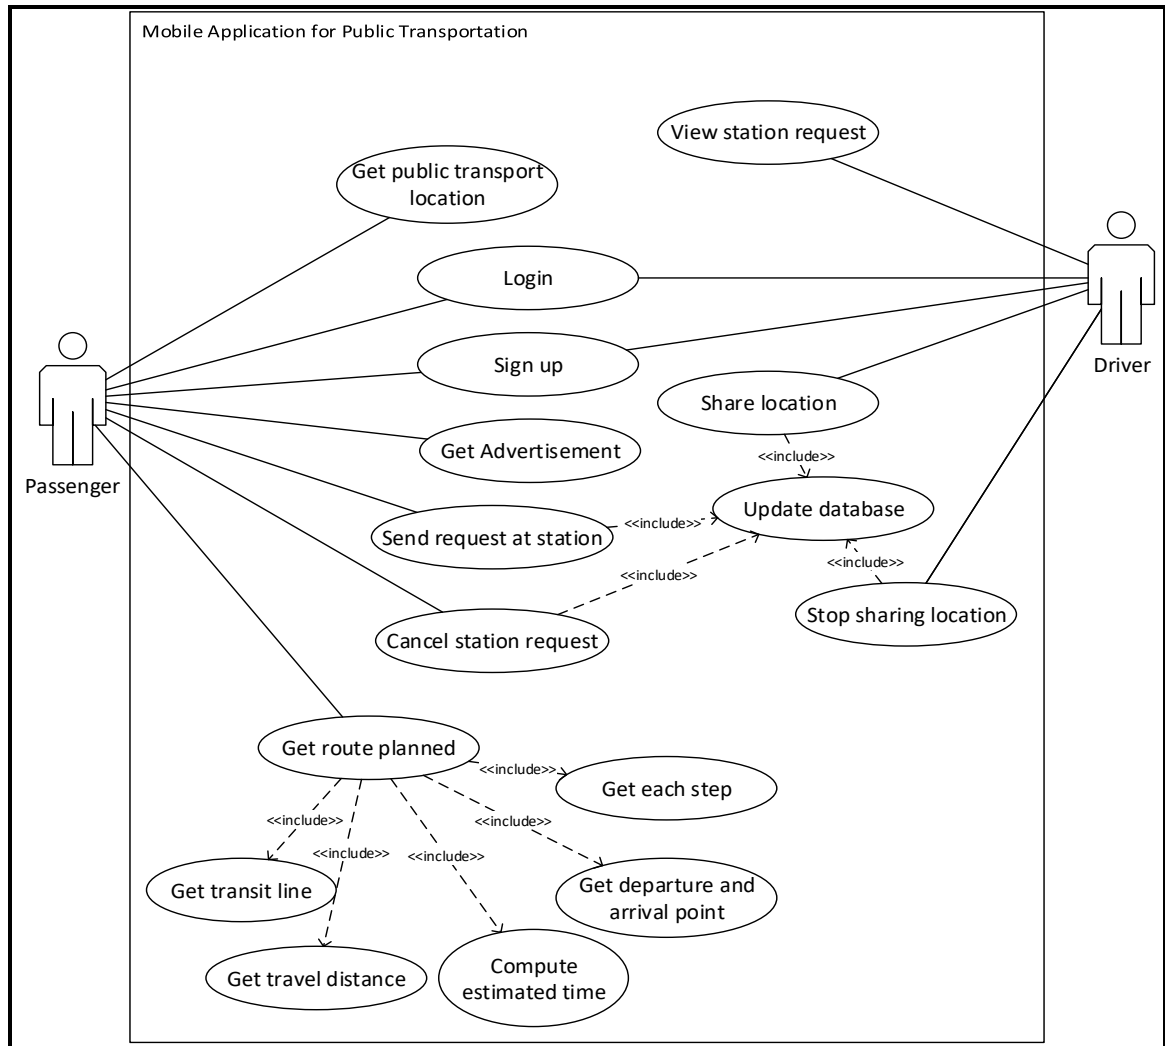 Mobile Application for Public Transportation
View station request
Get public transport
location
Login
Sign up
Driver
Share location
Get Advertisement
<<include>>
Passenger
Update database
Send request at station
<<include>>
<<include>>
<<include>>
Stop sharing location
Cancel station request
Get route planned
<<include>>
Get each step
<<include>>
<<include>>
<<include>>
<<include>>
Get transit line
Get departure and
arrival point
Get travel distance
Compute
estimated time